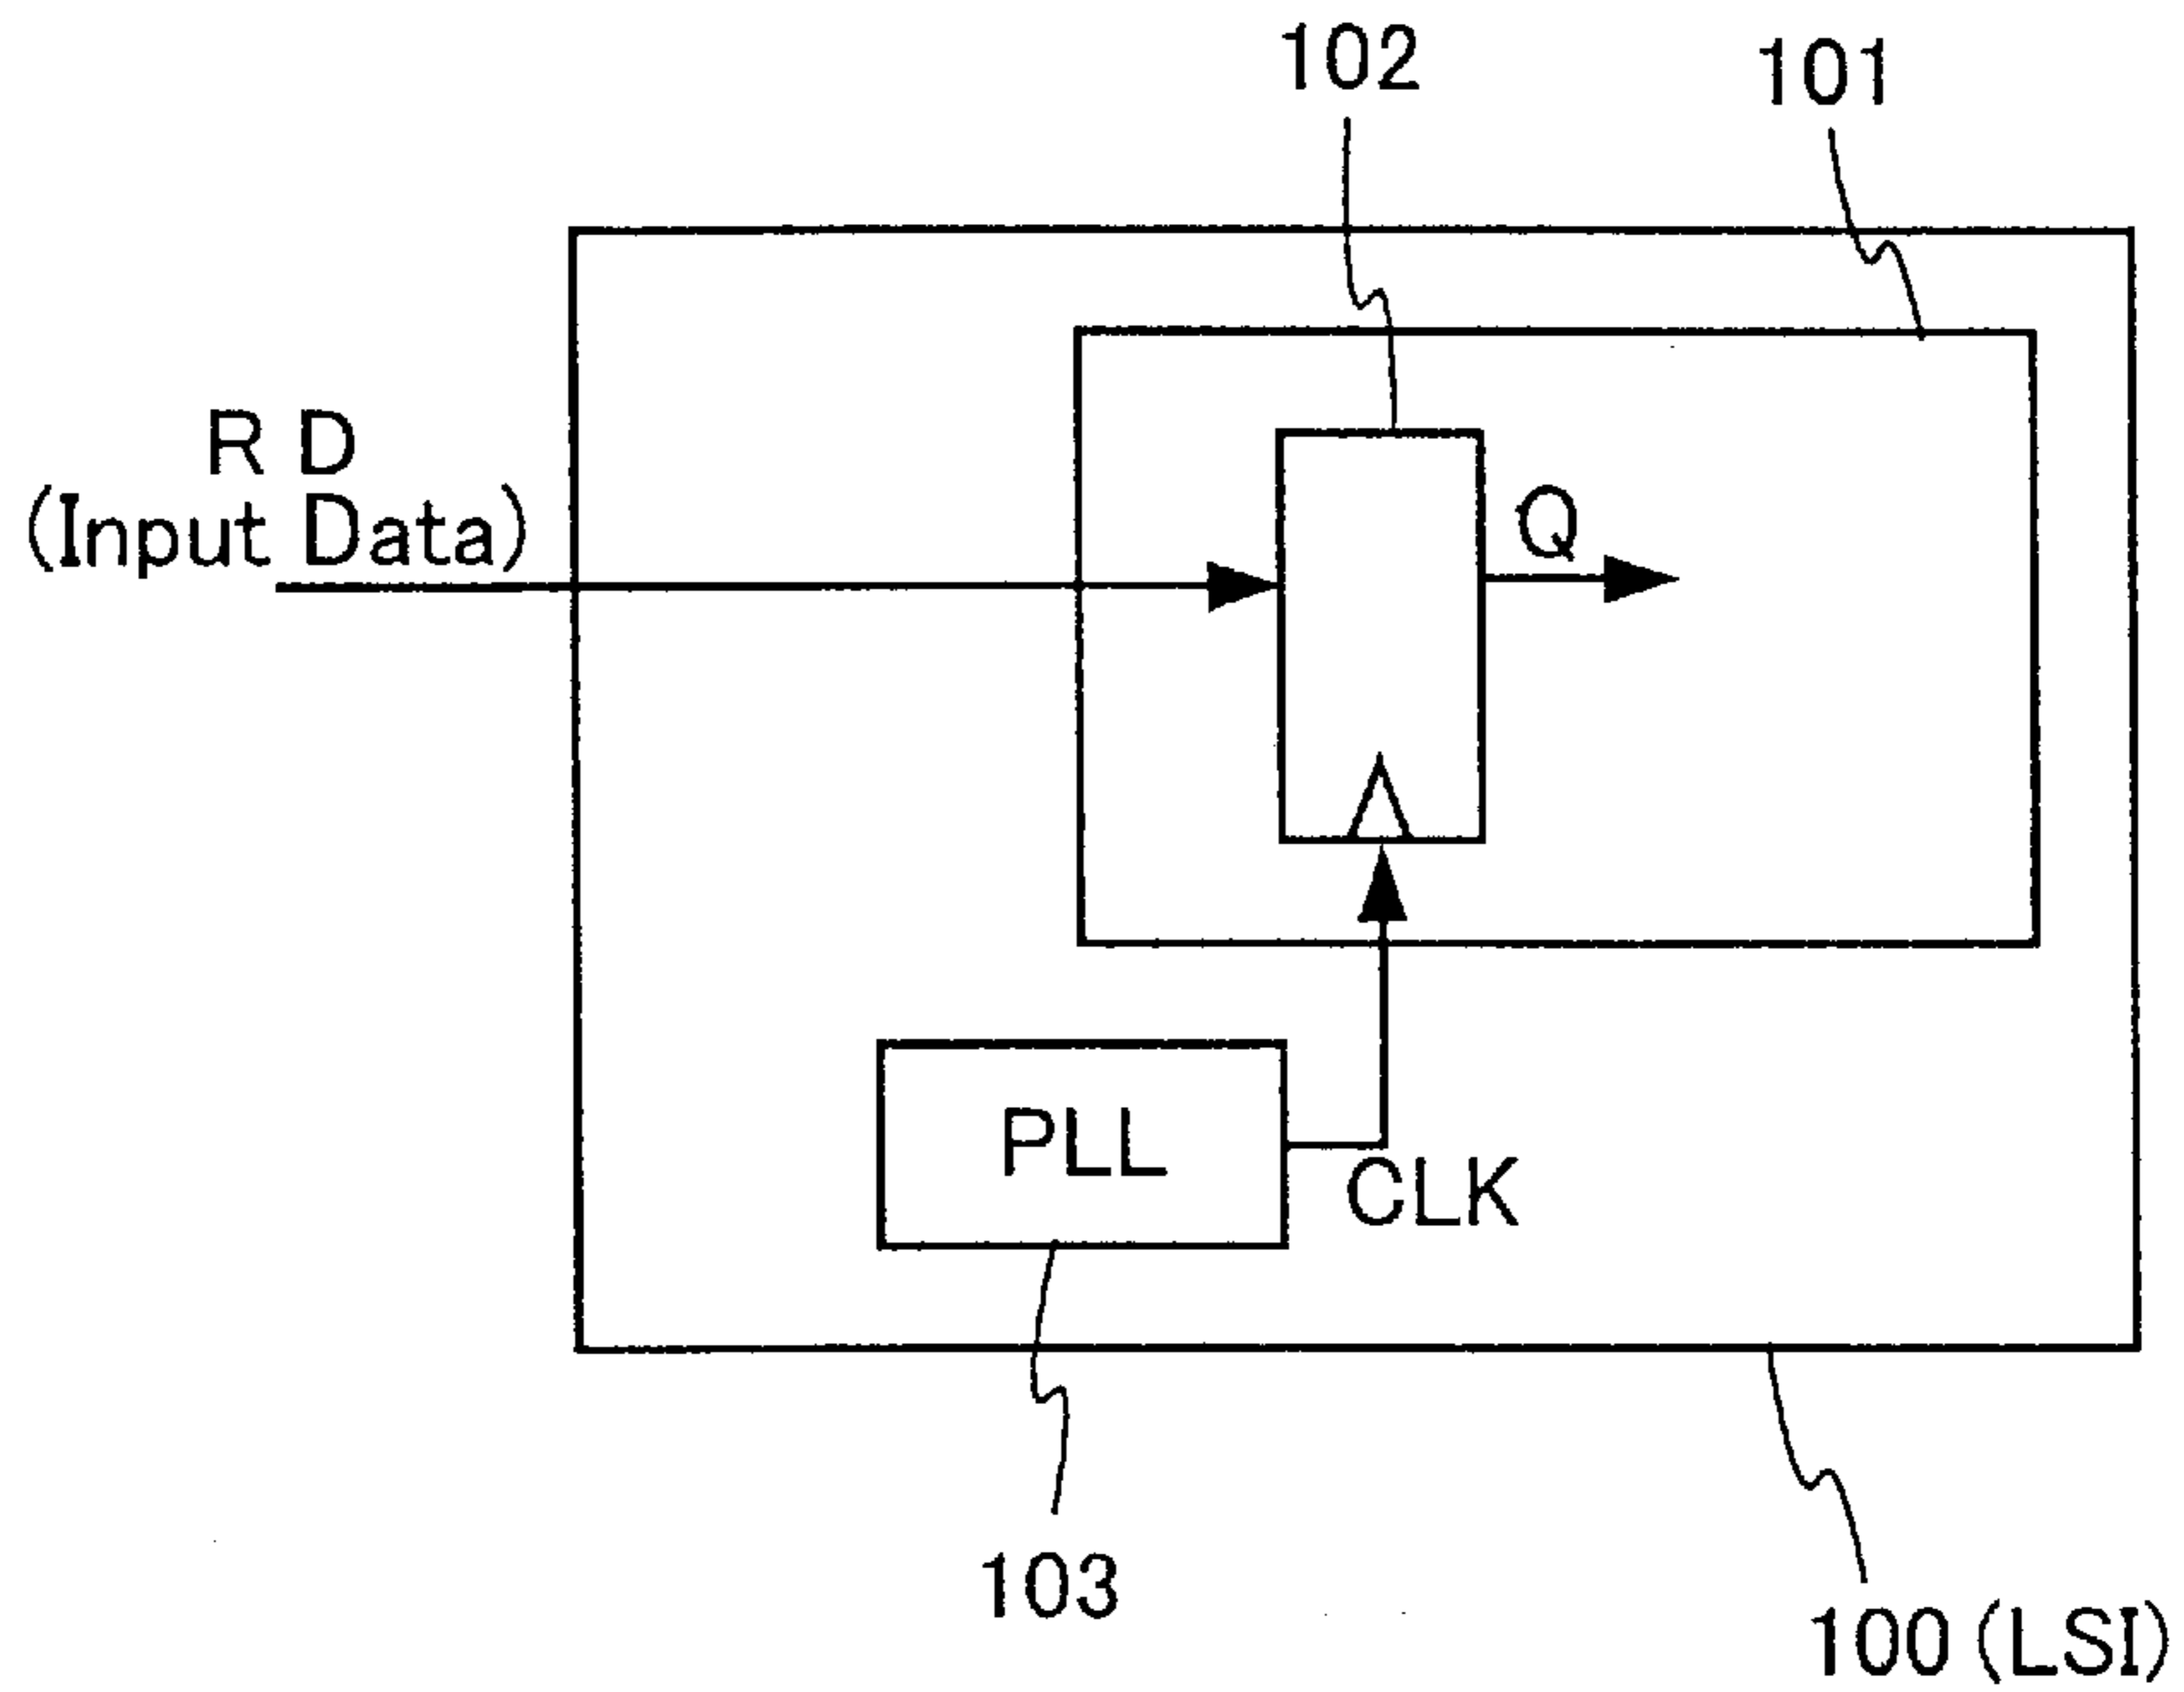 102
101
R D
(Input Data)
Q
PLL
CLK
103
100 (LSI)